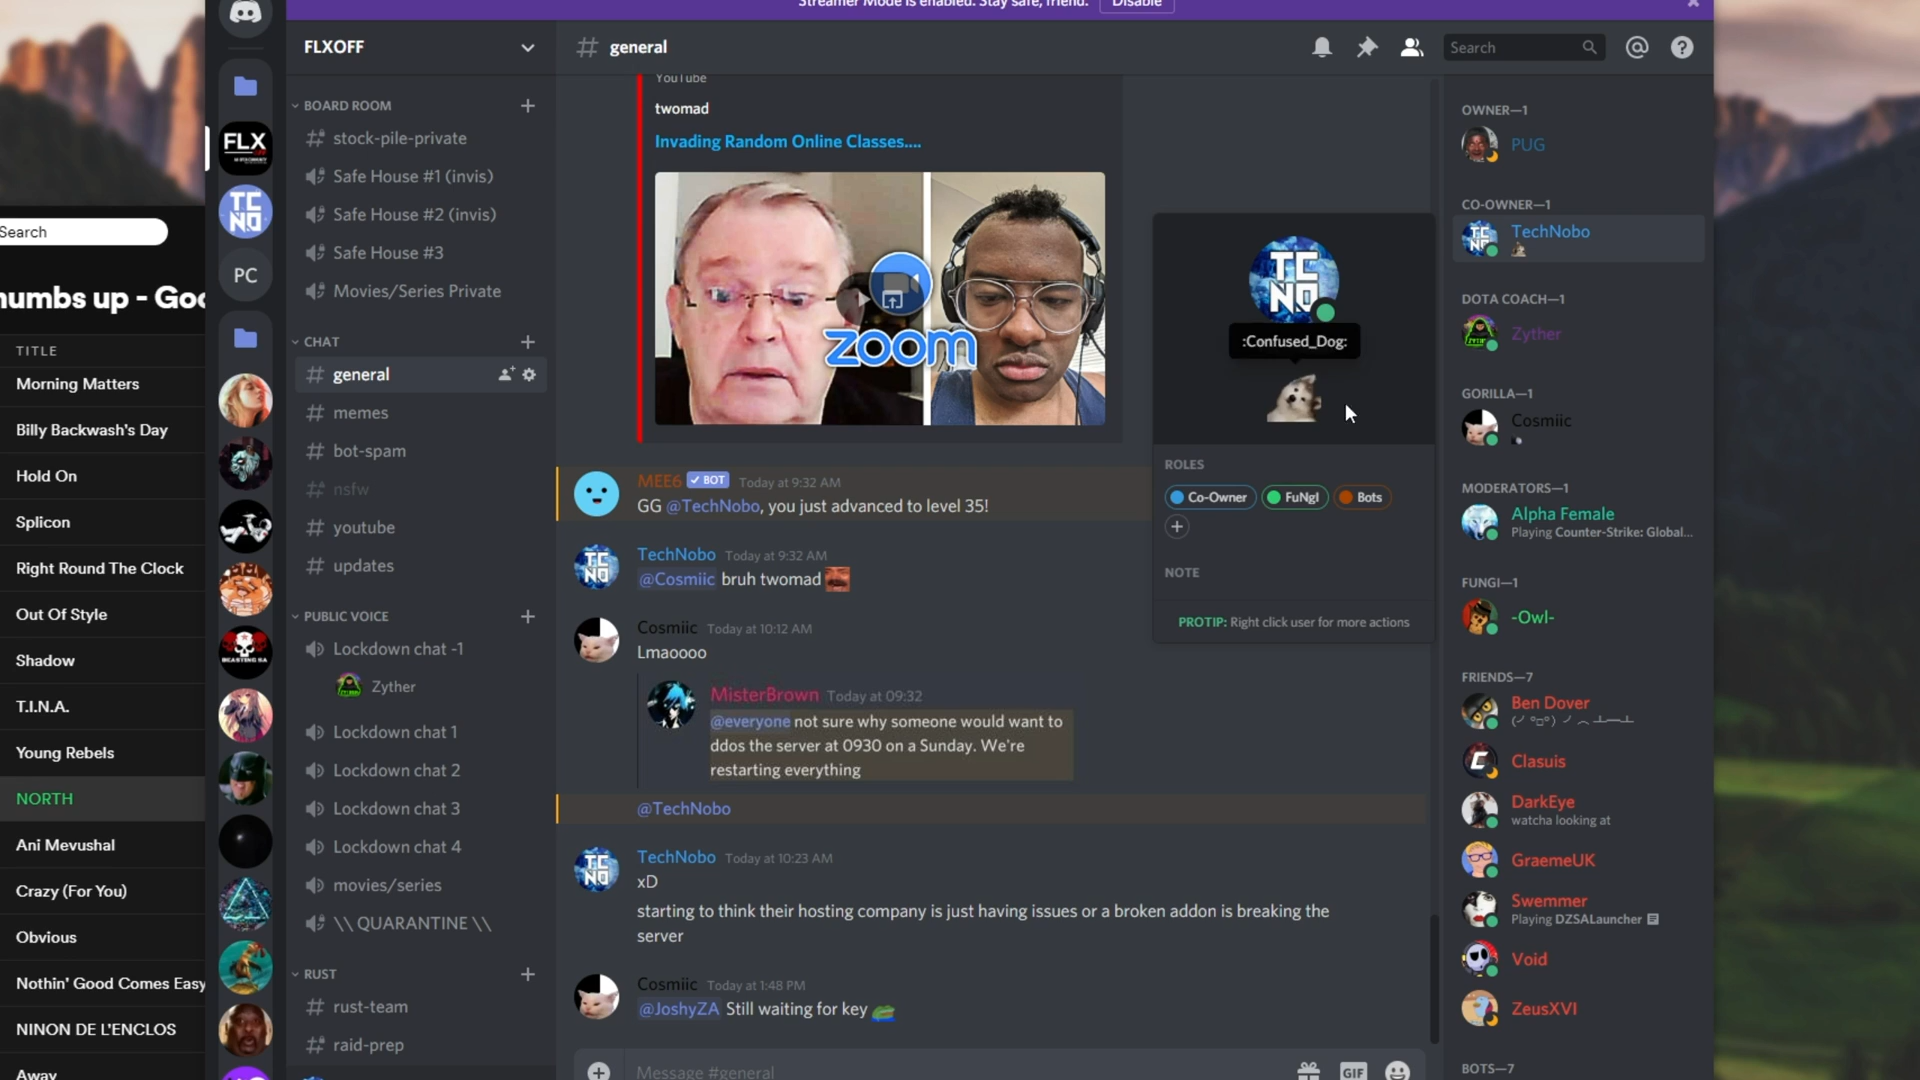 Streamer Mode is enabled. Stay safe, friend.
Disable
Search
TITLE
Morning Matters
Billy Backwash's Day
Hold On
Splicon
Right Round The Clock
Out Of Style
Shadow
T.I.N.A.
Young Rebels
NORTH
Ani Mevushal
Crazy (For You)
Obvious
Nothin' Good Comes Easy
NINON DE L'ENCLOS
Away
FLX
TC
NO
PC
FLXOFF
BOARD ROOM
stock-pile-private
Safe House #1 (invis)
Safe House #2 (invis)
Safe House #3
Movies/Series Private
CHAT
general
memes
bot-spam
nsfw
youtube
updates
PUBLIC VOICE
Lockdown chat -1
Zyther
Lockdown chat 1
Lockdown chat 2
Lockdown chat 3
Lockdown chat 4
movies/series
\\ QUARANTINE \\
RUST
rust-team
raid-prep
general
Search
YouTube
twomad
Invading Random Online Classes....
zoom
MEE6 BOT Today at 9:32 AM
GG @TechNobo, you just advanced to level 35!
TechNobo Today at 9:32 AM
@Cosmiic bruh twomad
Cosmiic Today at 10:12 AM
Lmaoooo
MisterBrown Today at 09:32
@everyone not sure why someone would want to
ddos the server at 0930 on a Sunday. We're
restarting everything
@TechNobo
TechNobo Today at 10:23 AM
xD
starting to think their hosting company is just having issues or a broken addon is breaking the
server
Cosmiic Today at 1:48 PM
@JoshyZA Still waiting for key
Message #general
GIF
TC
NO
:Confused_Dog:
ROLES
Co-Owner FuNgI Bots
NOTE
PROTIP: Right click user for more actions
OWNER—1
PUG
CO-OWNER—1
TechNobo
DOTA COACH—1
Zyther
GORILLA—1
Cosmiic
MODERATORS—1
Alpha Female
Playing Counter-Strike: Global...
FUNGI—1
-Owl-
FRIENDS—7
Ben Dover
Clasuis
DarkEye
watcha looking at
GraemeUK
Swemmer
Playing DZSALauncher
Void
ZeusXVI
BOTS—7